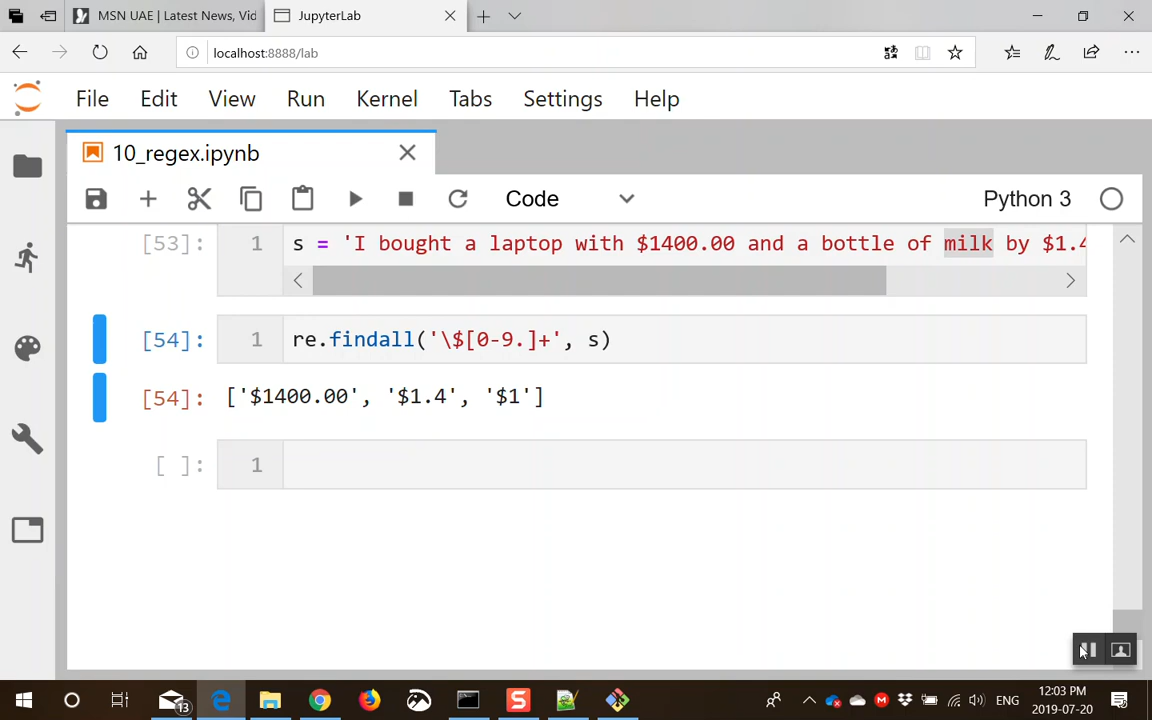 MSN UAE | Latest News, Vid
JupyterLab
localhost:8888/lab
File Edit View Run Kernel Tabs Settings Help
10_regex.ipynb
Code
Python 3
[53]: 1 s = 'I bought a laptop with $1400.00 and a bottle of milk by $1.4
[54]: 1 re.findall('\$[0-9.]+', s)
[54]: ['$1400.00', '$1.4', '$1']
[ ]: 1
13
ENG
12:03 PM
2019-07-20